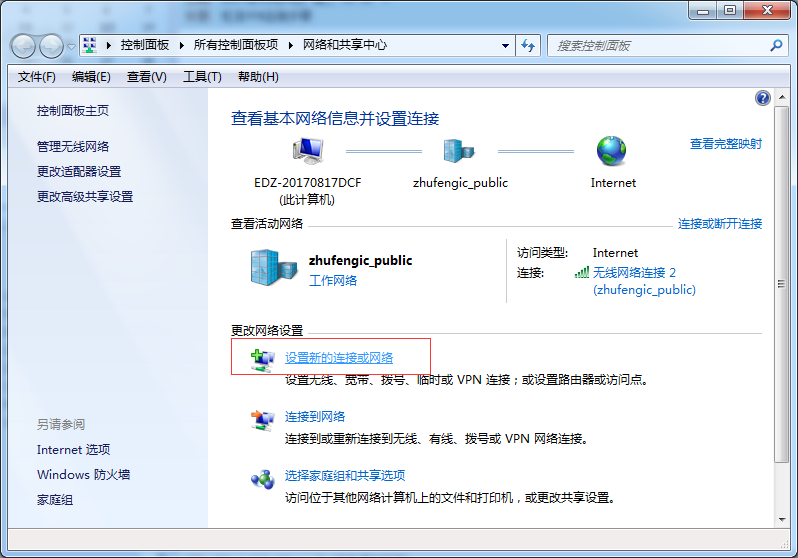 控制面板 ▸ 所有控制面板项 ▸ 网络和共享中心
搜索控制面板
文件(F) 编辑(E) 查看(V) 工具(T) 帮助(H)
控制面板主页
管理无线网络
更改适配器设置
更改高级共享设置
另请参阅
Internet 选项
Windows 防火墙
家庭组
查看基本网络信息并设置连接
查看完整映射
EDZ-20170817DCF
(此计算机)
zhufengic_public
Internet
查看活动网络
连接或断开连接
zhufengic_public
工作网络
访问类型: Internet
连接: 无线网络连接 2
(zhufengic_public)
更改网络设置
设置新的连接或网络
设置无线、宽带、拨号、临时或 VPN 连接；或设置路由器或访问点。
连接到网络
连接到或重新连接到无线、有线、拨号或 VPN 网络连接。
选择家庭组和共享选项
访问位于其他网络计算机上的文件和打印机，或更改共享设置。